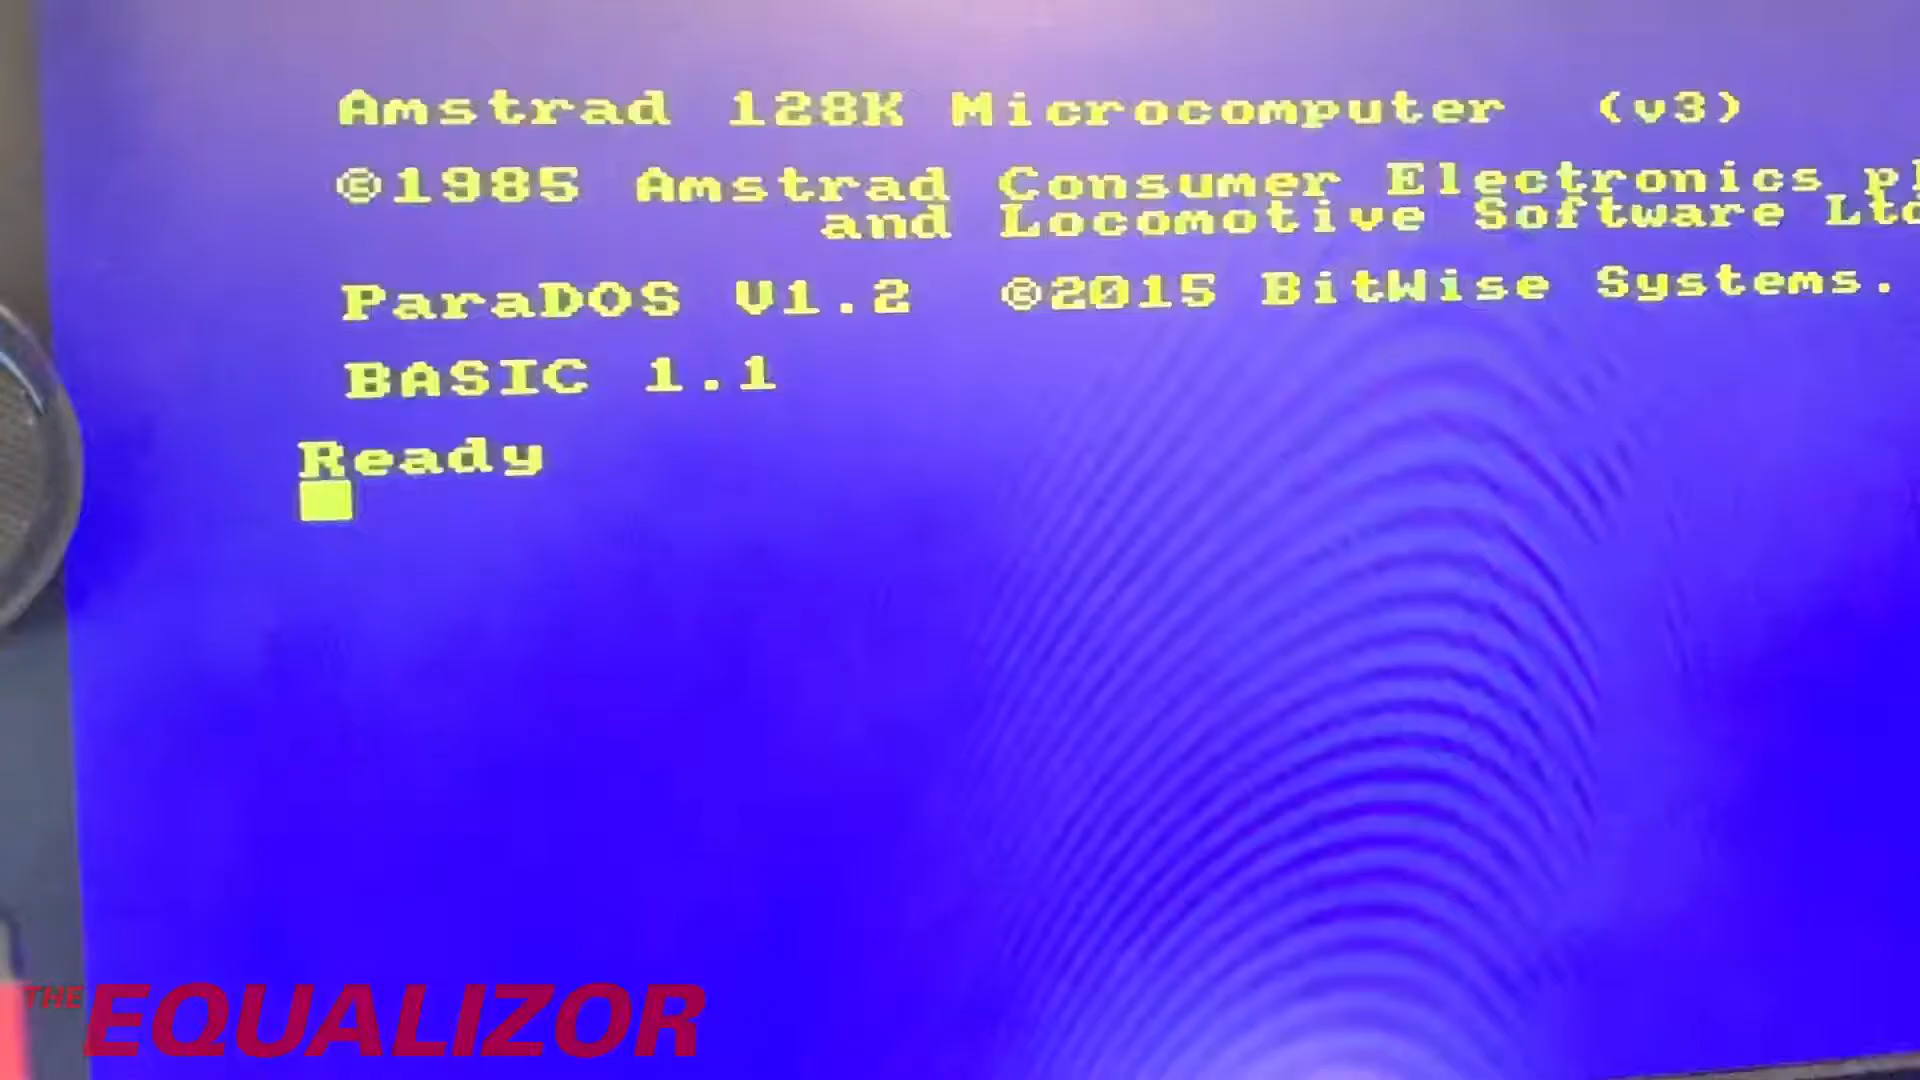 Amstrad 128K Microcomputer (v3)
©1985 Amstrad Consumer Electronics
and Locomotive Software
ParaDOS V1.2 ©2015 BitWise Systems.
BASIC 1.1
Ready
THE EQUALIZOR